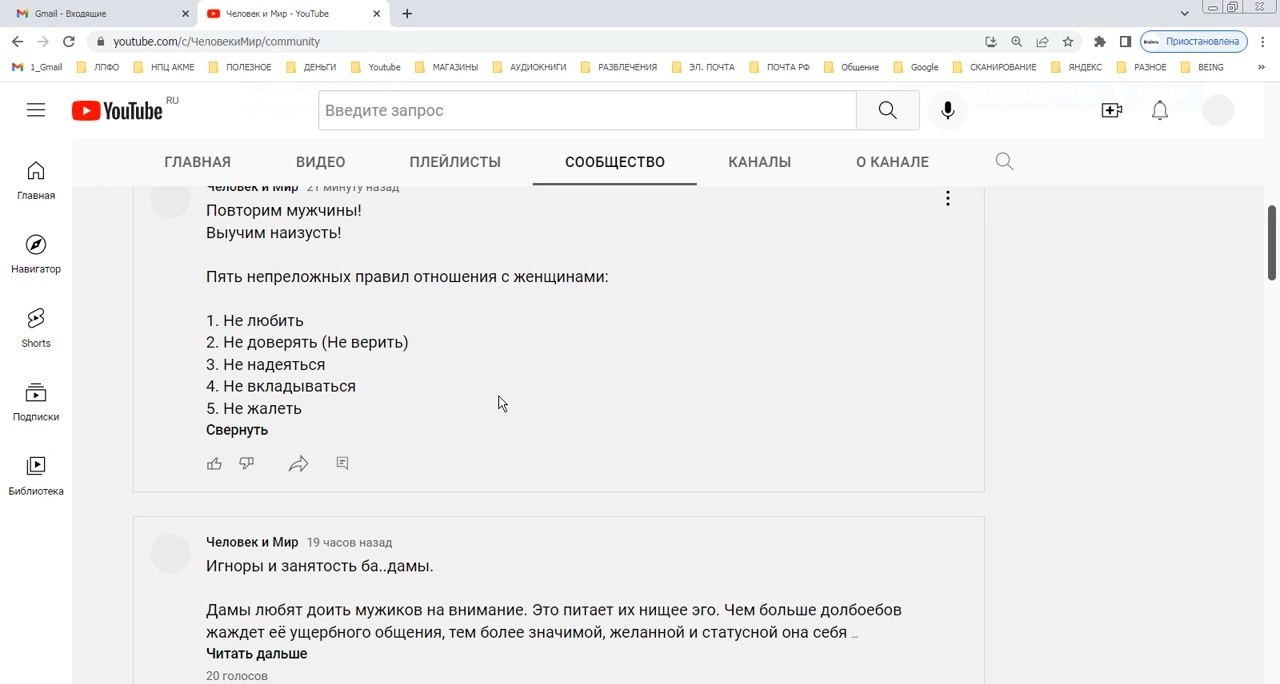 Gmail - Входящие
Человек и Мир - YouTube
youtube.com/c/ЧеловекиМир/community
Приостановлена
1_Gmail ЛПФО НПЦ АКМЕ ПОЛЕЗНОЕ ДЕНЬГИ Youtube МАГАЗИНЫ АУДИОКНИГИ РАЗВЛЕЧЕНИЯ ЭЛ. ПОЧТА ПОЧТА РФ Общение Google СКАНИРОВАНИЕ ЯНДЕКС РАЗНОЕ BEING »
YouTube RU
Введите запрос
ГЛАВНАЯ ВИДЕО ПЛЕЙЛИСТЫ СООБЩЕСТВО КАНАЛЫ О КАНАЛЕ
Главная
Навигатор
Shorts
Подписки
Библиотека
Человек и Мир 21 минуту назад
Повторим мужчины!
Выучим наизусть!
Пять непреложных правил отношения с женщинами:
1. Не любить
2. Не доверять (Не верить)
3. Не надеяться
4. Не вкладываться
5. Не жалеть
Свернуть
Человек и Мир 19 часов назад
Игноры и занятость ба..дамы.
Дамы любят доить мужиков на внимание. Это питает их нищее эго. Чем больше долбоебов
жаждет её ущербного общения, тем более значимой, желанной и статусной она себя ...
Читать дальше
20 голосов